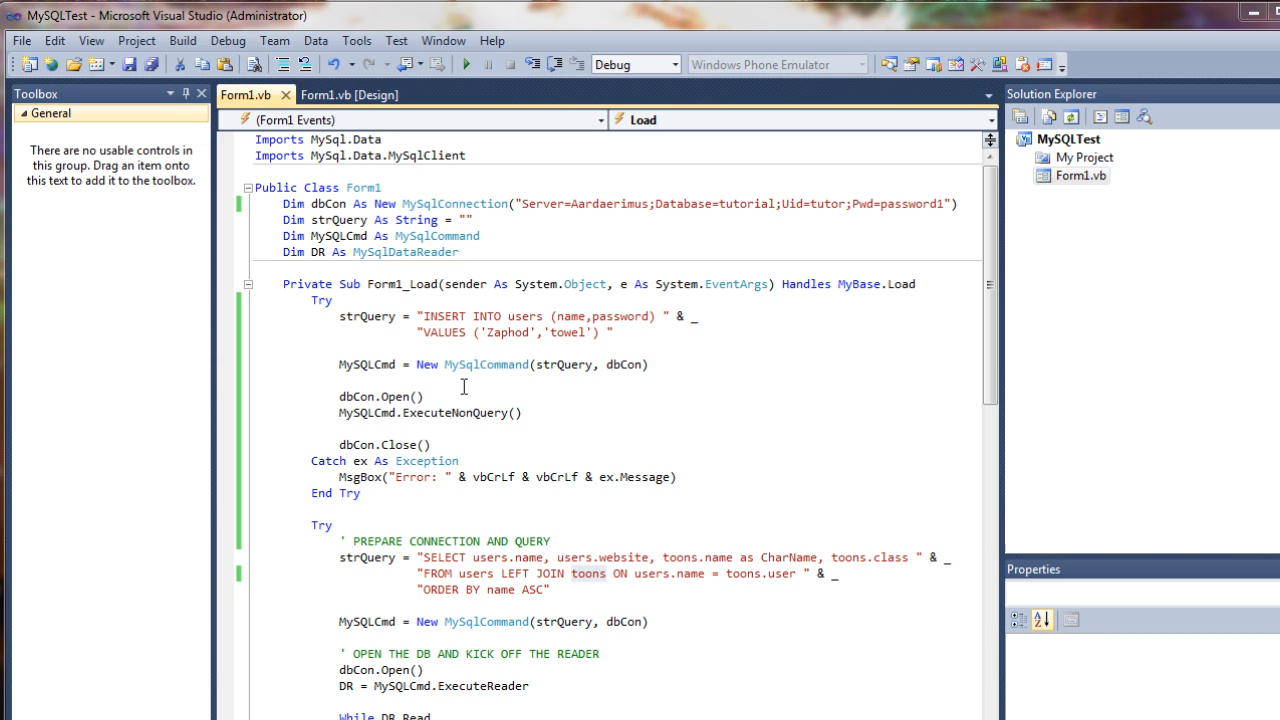 MySQLTest - Microsoft Visual Studio (Administrator)
File Edit View Project Build Debug Team Data Tools Test Window Help
Debug Windows Phone Emulator
Toolbox
General
There are no usable controls in
this group. Drag an item onto
this text to add it to the toolbox.
Form1.vb Form1.vb [Design]
(Form1 Events) Load
Imports MySql.Data
Imports MySql.Data.MySqlClient
Public Class Form1
Dim dbCon As New MySqlConnection("Server=Aardaerimus;Database=tutorial;Uid=tutor;Pwd=password1")
Dim strQuery As String = ""
Dim MySQLCmd As MySqlCommand
Dim DR As MySqlDataReader
Private Sub Form1_Load(sender As System.Object, e As System.EventArgs) Handles MyBase.Load
Try
strQuery = "INSERT INTO users (name,password) " & _
"VALUES ('Zaphod','towel') "
MySQLCmd = New MySqlCommand(strQuery, dbCon)
dbCon.Open()
MySQLCmd.ExecuteNonQuery()
dbCon.Close()
Catch ex As Exception
MsgBox("Error: " & vbCrLf & vbCrLf & ex.Message)
End Try
Try
' PREPARE CONNECTION AND QUERY
strQuery = "SELECT users.name, users.website, toons.name as CharName, toons.class " & _
"FROM users LEFT JOIN toons ON users.name = toons.user " & _
"ORDER BY name ASC"
MySQLCmd = New MySqlCommand(strQuery, dbCon)
' OPEN THE DB AND KICK OFF THE READER
dbCon.Open()
DR = MySQLCmd.ExecuteReader
While DR.Read
Solution Explorer
MySQLTest
My Project
Form1.vb
Properties